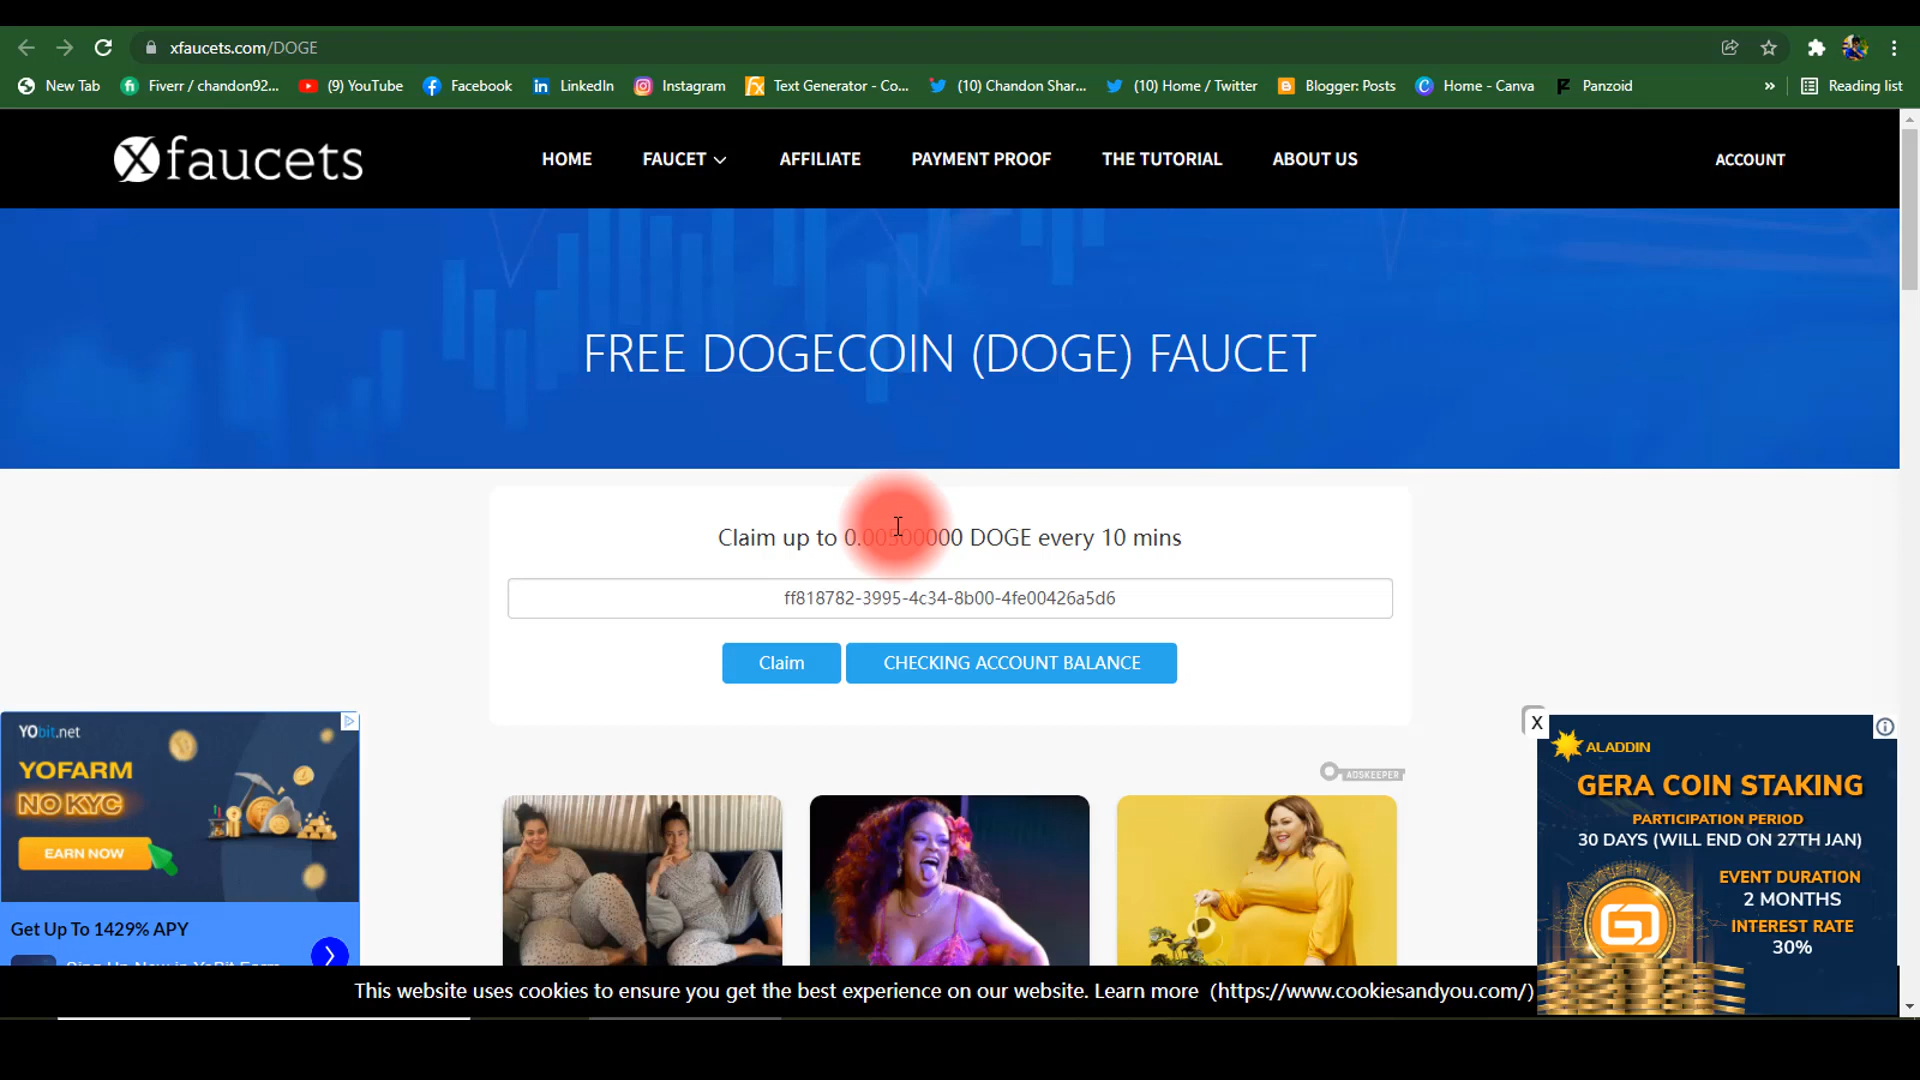 xfaucets.com/DOGE
New Tab
Fiverr / chandon92...
(9) YouTube
Facebook
LinkedIn
Instagram
Text Generator - Co...
(10) Chandon Shar...
(10) Home / Twitter
Blogger: Posts
Home - Canva
Panzoid
»
Reading list
Xfaucets
HOME
FAUCET
AFFILIATE
PAYMENT PROOF
THE TUTORIAL
ABOUT US
ACCOUNT
FREE DOGECOIN (DOGE) FAUCET
Claim up to 0.00500000 DOGE every 10 mins
ff818782-3995-4c34-8b00-4fe00426a5d6
Claim
CHECKING ACCOUNT BALANCE
YObit.net
YOFARM
NO KYC
EARN NOW
Get Up To 1429% APY
ADSKEEPER
X
ALADDIN
GERA COIN STAKING
PARTICIPATION PERIOD
30 DAYS (WILL END ON 27TH JAN)
EVENT DURATION
2 MONTHS
INTEREST RATE
30%
This website uses cookies to ensure you get the best experience on our website. Learn more (https://www.cookiesandyou.com/)